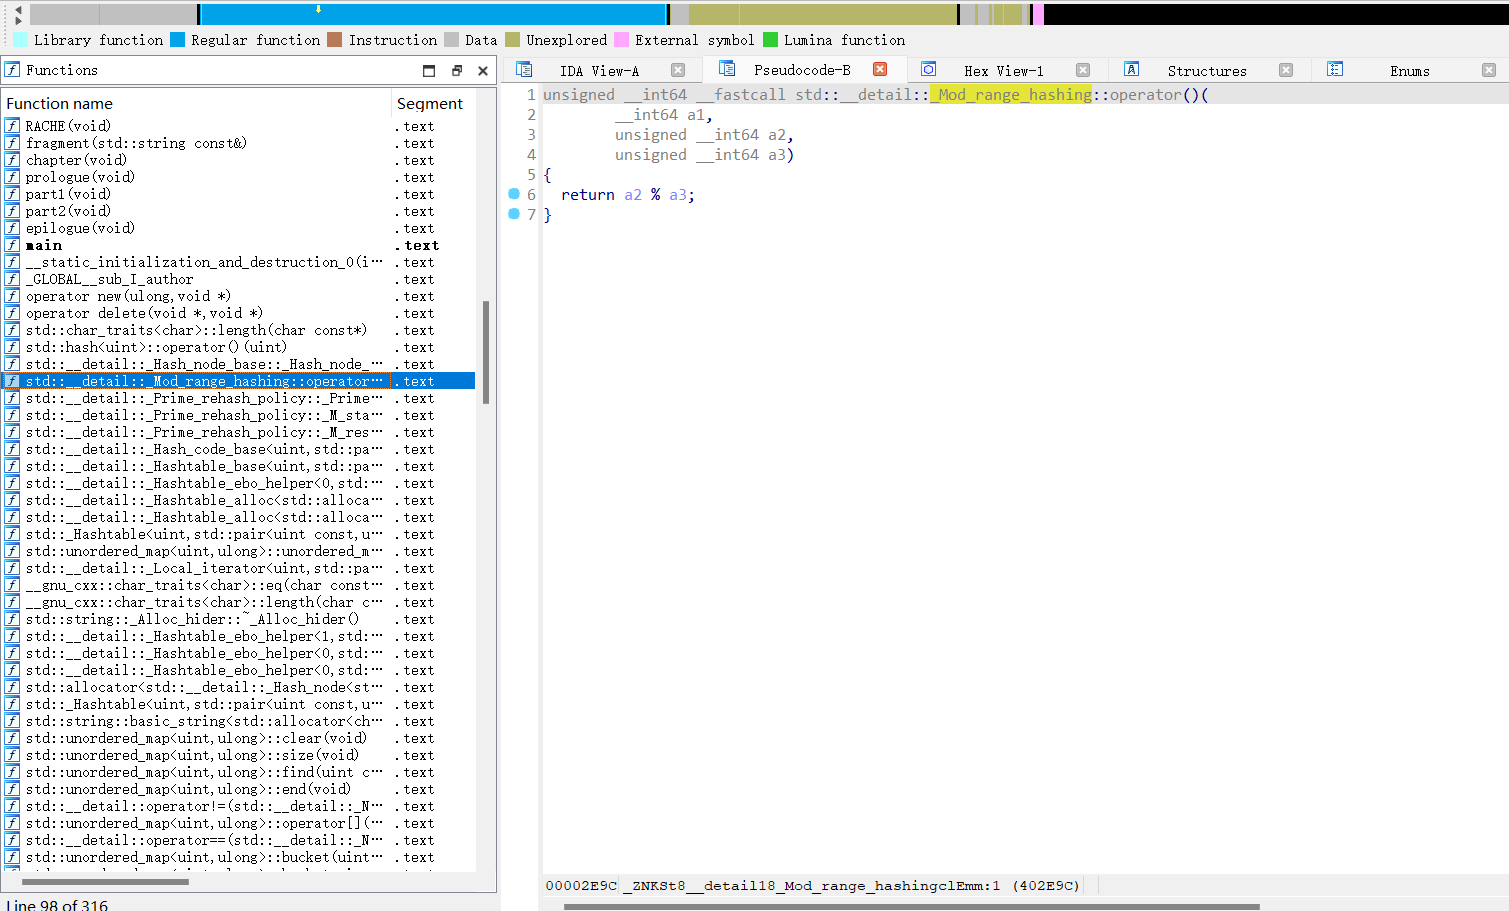 Library function Regular function Instruction Data Unexplored External symbol Lumina function
Functions
IDA View-A Pseudocode-B Hex View-1 Structures Enums
Function name Segment
RACHE(void) .text
fragment(std::string const&) .text
chapter(void) .text
prologue(void) .text
part1(void) .text
part2(void) .text
epilogue(void) .text
main .text
__static_initialization_and_destruction_0(i… .text
_GLOBAL__sub_I_author .text
operator new(ulong,void *) .text
operator delete(void *,void *) .text
std::char_traits<char>::length(char const*) .text
std::hash<uint>::operator()(uint) .text
std::__detail::_Hash_node_base::_Hash_node_… .text
std::__detail::_Mod_range_hashing::operator… .text
std::__detail::_Prime_rehash_policy::_Prime… .text
std::__detail::_Prime_rehash_policy::_M_sta… .text
std::__detail::_Prime_rehash_policy::_M_res… .text
std::__detail::_Hash_code_base<uint,std::pa… .text
std::__detail::_Hashtable_base<uint,std::pa… .text
std::__detail::_Hashtable_ebo_helper<0,std:… .text
std::__detail::_Hashtable_alloc<std::alloca… .text
std::__detail::_Hashtable_alloc<std::alloca… .text
std::_Hashtable<uint,std::pair<uint const,u… .text
std::unordered_map<uint,ulong>::unordered_m… .text
std::__detail::_Local_iterator<uint,std::pa… .text
__gnu_cxx::char_traits<char>::eq(char const… .text
__gnu_cxx::char_traits<char>::length(char c… .text
std::string::_Alloc_hider::~_Alloc_hider() .text
std::__detail::_Hashtable_ebo_helper<1,std:… .text
std::__detail::_Hashtable_ebo_helper<0,std:… .text
std::__detail::_Hashtable_ebo_helper<0,std:… .text
std::allocator<std::__detail::_Hash_node<st… .text
std::_Hashtable<uint,std::pair<uint const,u… .text
std::string::basic_string<std::allocator<ch… .text
std::unordered_map<uint,ulong>::clear(void) .text
std::unordered_map<uint,ulong>::size(void) .text
std::unordered_map<uint,ulong>::find(uint c… .text
std::unordered_map<uint,ulong>::end(void) .text
std::__detail::operator!=(std::__detail::_N… .text
std::unordered_map<uint,ulong>::operator[](… .text
std::__detail::operator==(std::__detail::_N… .text
std::unordered_map<uint,ulong>::bucket(uint… .text
Line 98 of 316
1 unsigned __int64 __fastcall std::__detail::_Mod_range_hashing::operator()(
2 __int64 a1,
3 unsigned __int64 a2,
4 unsigned __int64 a3)
5 {
6 return a2 % a3;
7 }
00002E9C _ZNKSt8__detail18_Mod_range_hashingclEmm:1 (402E9C)